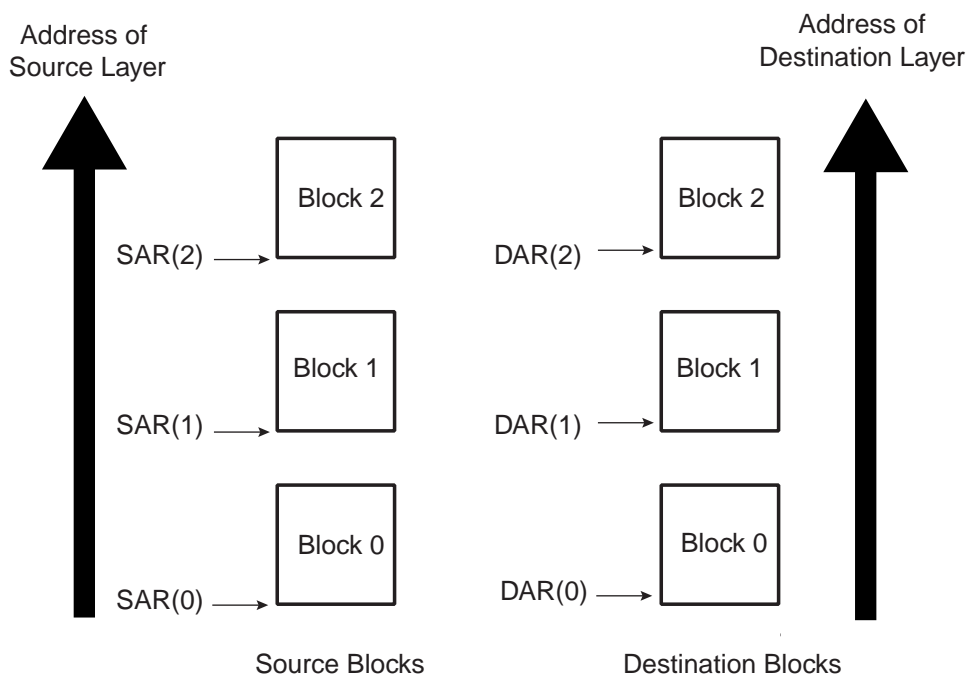 Address of
Source Layer
Address of
Destination Layer
Block 2
Block 2
SAR(2)
DAR(2)
Block 1
Block 1
SAR(1)
DAR(1)
Block 0
Block 0
SAR(0)
DAR(0)
Source Blocks
Destination Blocks